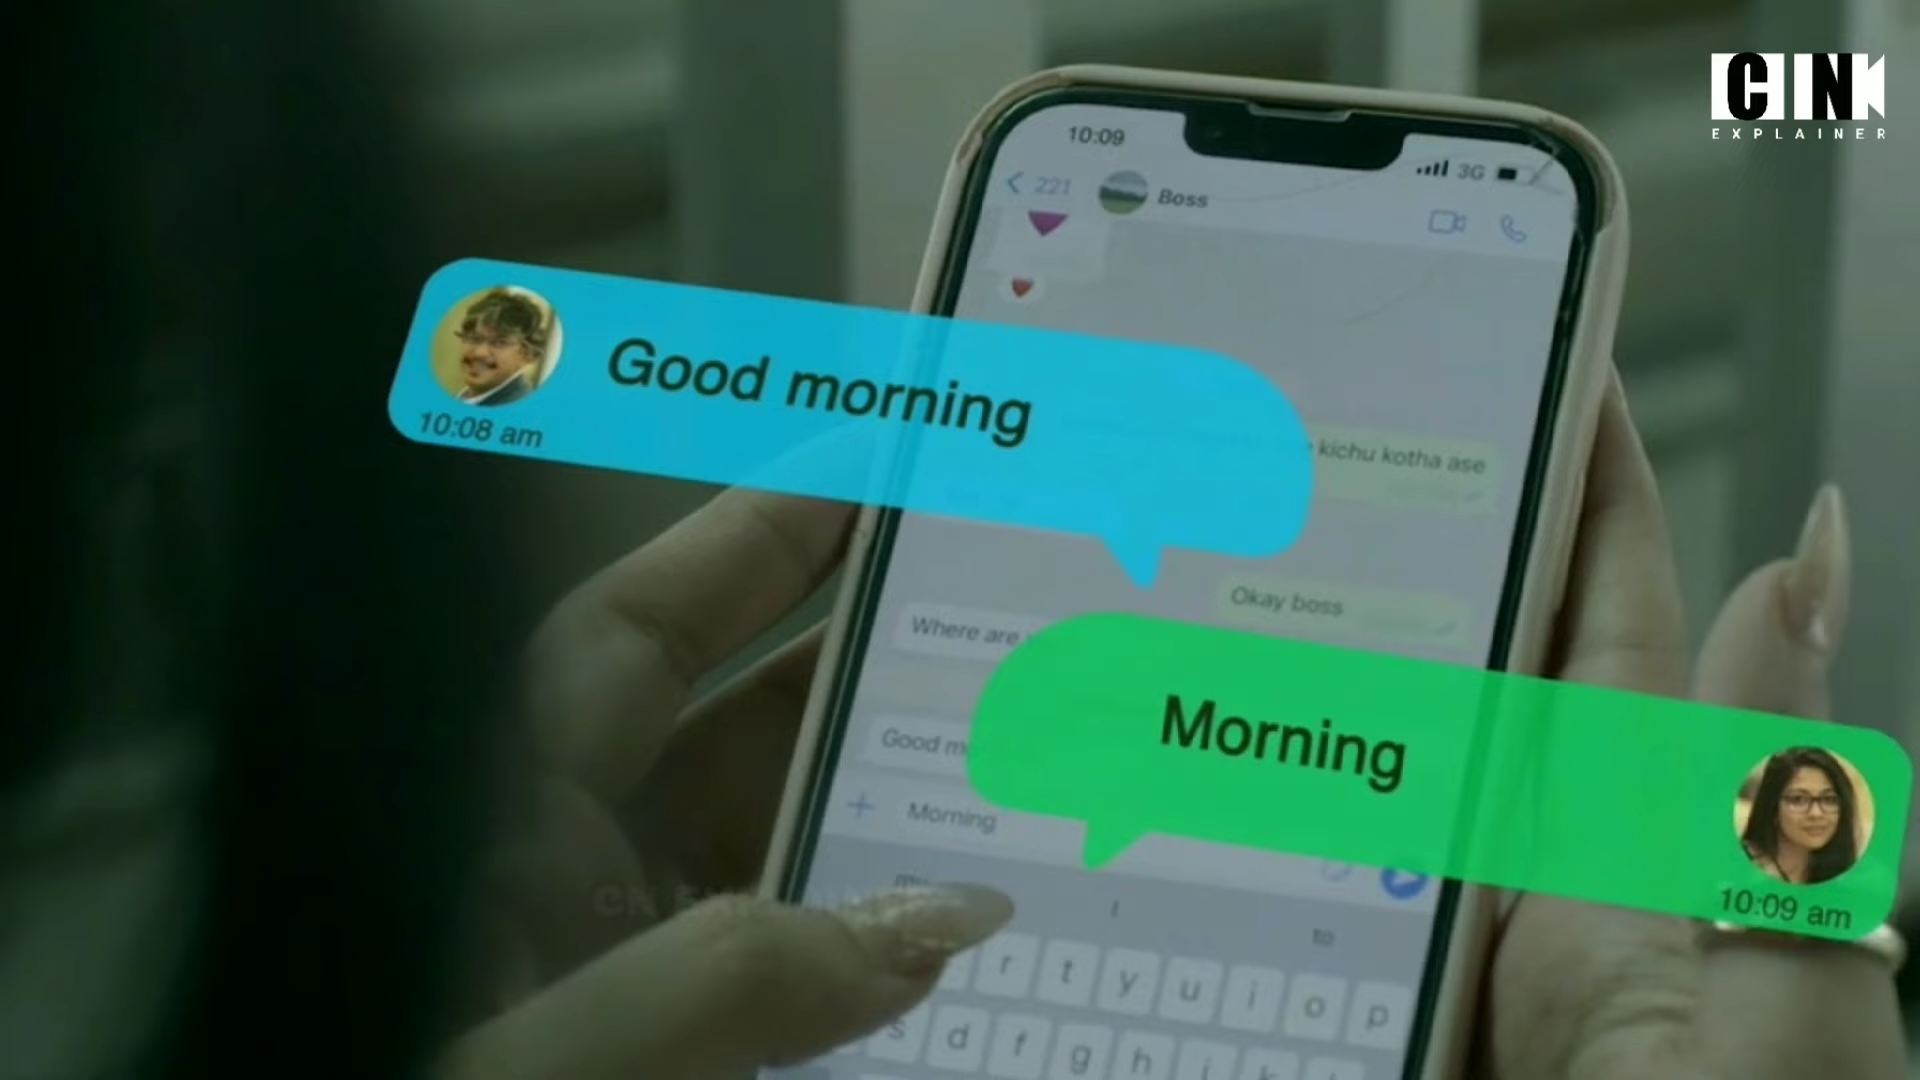 CIN
EXPLAINER
10:09
3G
221
Boss
Good morning
10:08 am
kichu kotha ase
Okay boss
Where are
Morning
10:09 am
Good m
Morning
I
to
r t y u i o p
s d f g h j k